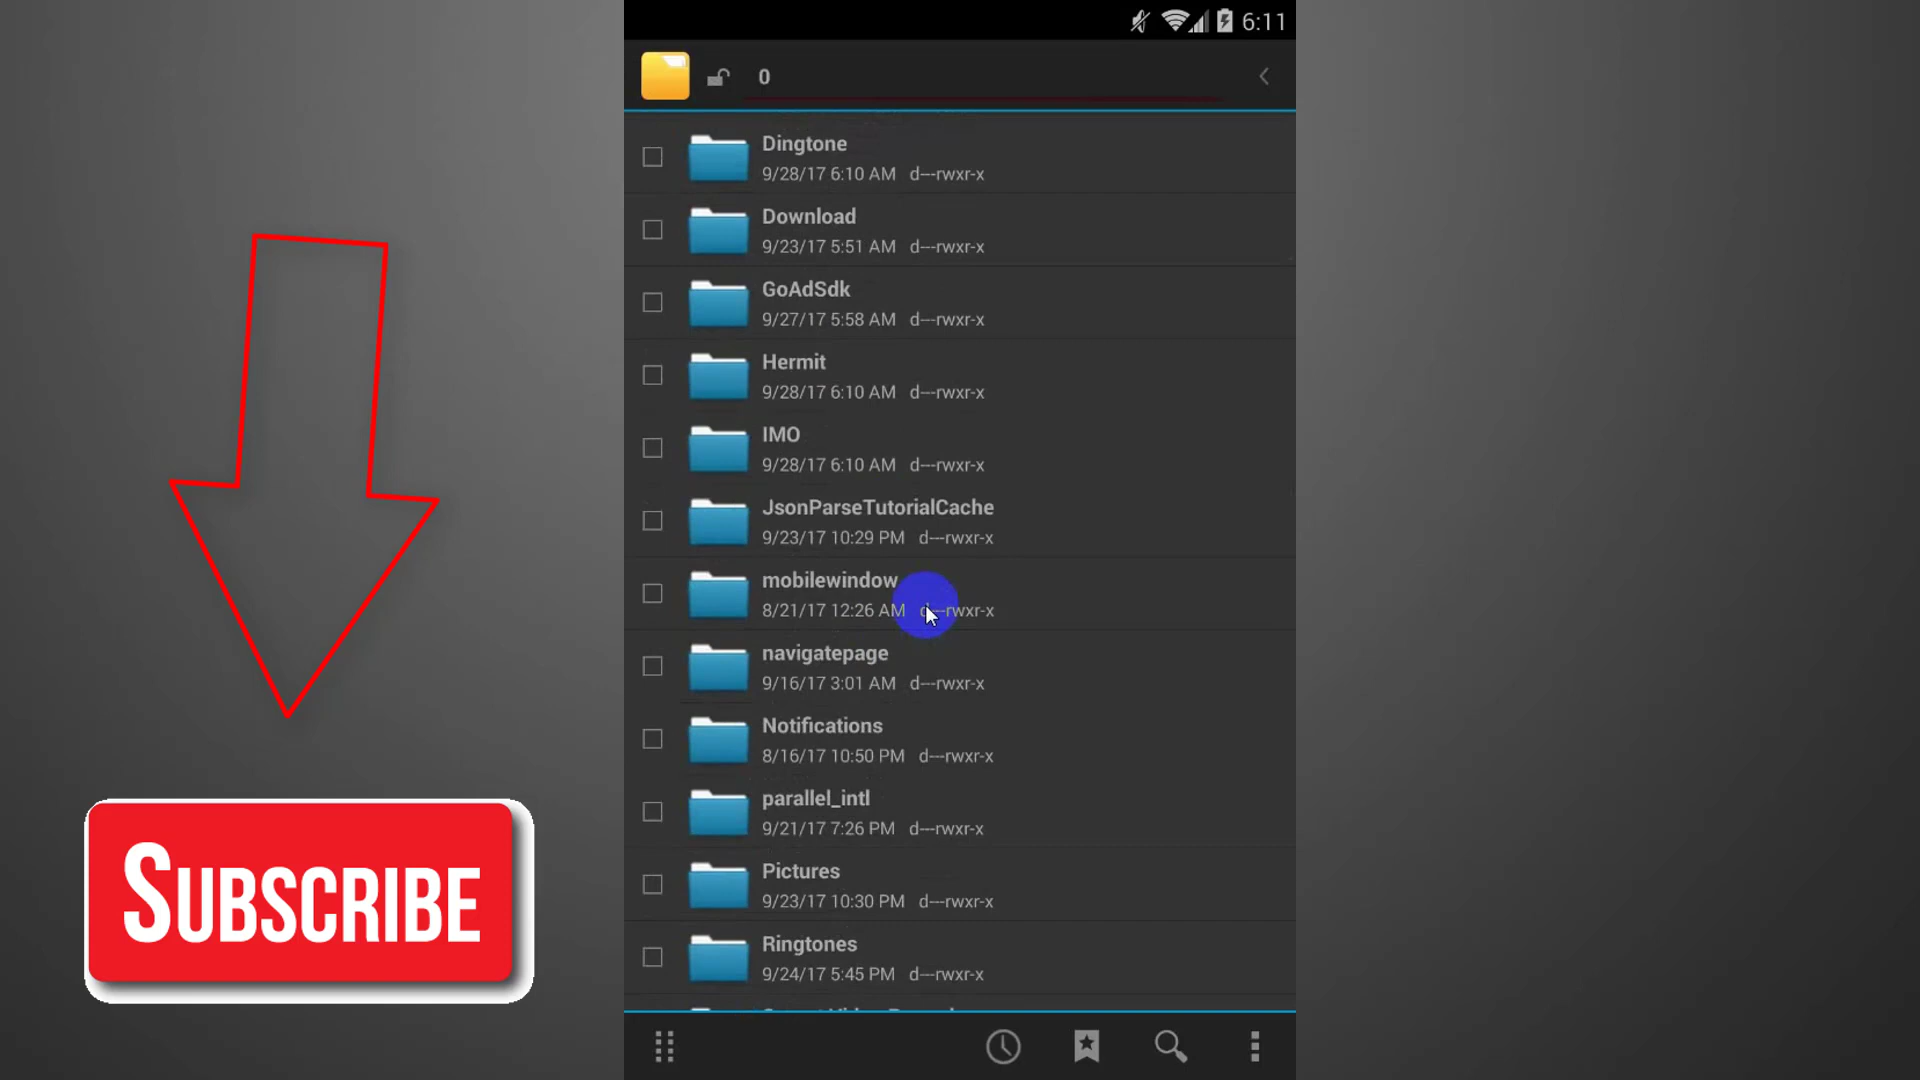 6:11
0
Dingtone
9/28/17 6:10 AM d---rwxr-x
Download
9/23/17 5:51 AM d---rwxr-x
GoAdSdk
9/27/17 5:58 AM d---rwxr-x
Hermit
9/28/17 6:10 AM d---rwxr-x
IMO
9/28/17 6:10 AM d---rwxr-x
JsonParseTutorialCache
9/23/17 10:29 PM d---rwxr-x
mobilewindow
8/21/17 12:26 AM d---rwxr-x
navigatepage
9/16/17 3:01 AM d---rwxr-x
Notifications
8/16/17 10:50 PM d---rwxr-x
parallel_intl
9/21/17 7:26 PM d---rwxr-x
Pictures
9/23/17 10:30 PM d---rwxr-x
Ringtones
9/24/17 5:45 PM d---rwxr-x
SUBSCRIBE